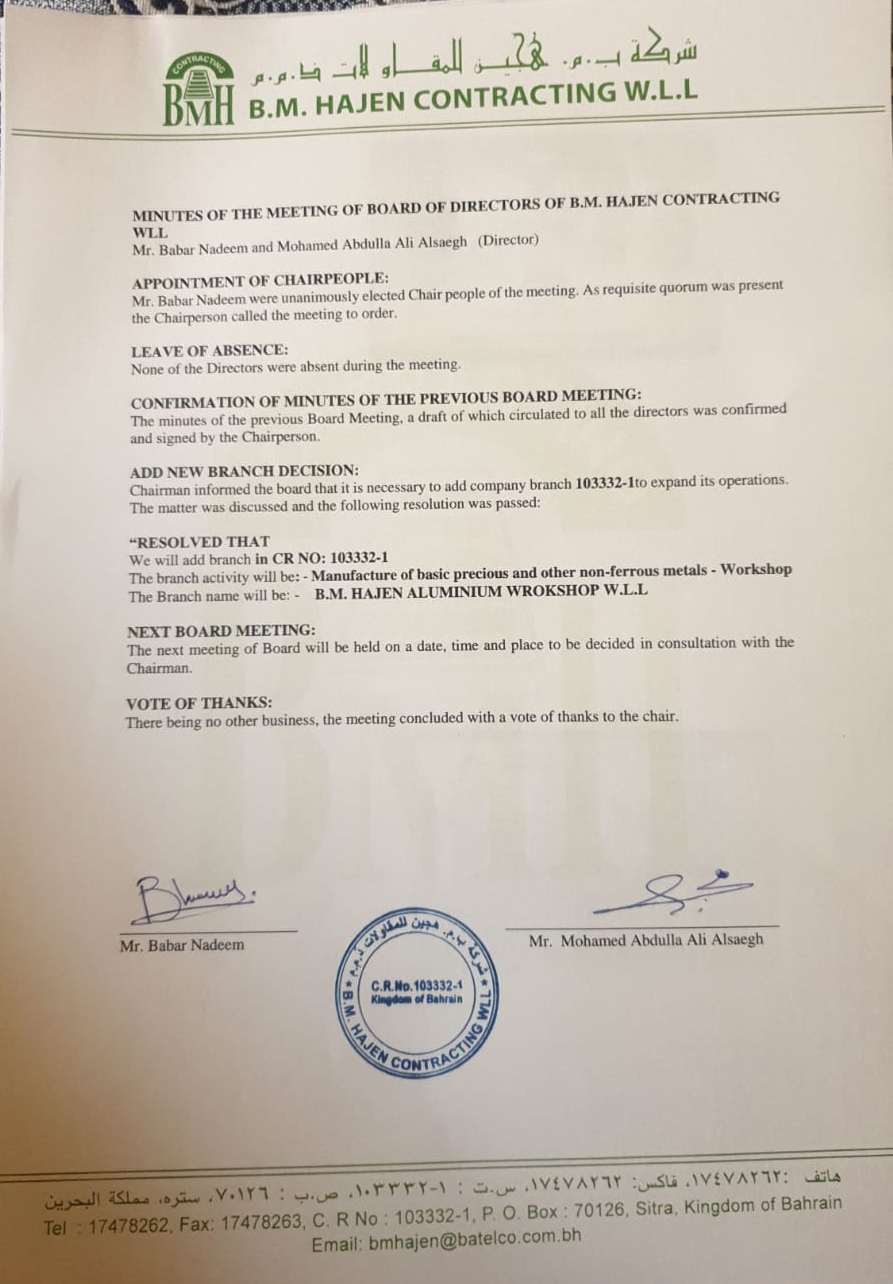 CONTRACTING
BMH
شركة ب.م. هجين للمقاولات ذ.م.م
B.M. HAJEN CONTRACTING W.L.L
MINUTES OF THE MEETING OF BOARD OF DIRECTORS OF B.M. HAJEN CONTRACTING
WLL
Mr. Babar Nadeem and Mohamed Abdulla Ali Alsaegh (Director)
APPOINTMENT OF CHAIRPEOPLE:
Mr. Babar Nadeem were unanimously elected Chair people of the meeting. As requisite quorum was present
the Chairperson called the meeting to order.
LEAVE OF ABSENCE:
None of the Directors were absent during the meeting.
CONFIRMATION OF MINUTES OF THE PREVIOUS BOARD MEETING:
The minutes of the previous Board Meeting, a draft of which circulated to all the directors was confirmed
and signed by the Chairperson.
ADD NEW BRANCH DECISION:
Chairman informed the board that it is necessary to add company branch 103332-1to expand its operations.
The matter was discussed and the following resolution was passed:
“RESOLVED THAT
We will add branch in CR NO: 103332-1
The branch activity will be: - Manufacture of basic precious and other non-ferrous metals - Workshop
The Branch name will be: - B.M. HAJEN ALUMINIUM WROKSHOP W.L.L
NEXT BOARD MEETING:
The next meeting of Board will be held on a date, time and place to be decided in consultation with the
Chairman.
VOTE OF THANKS:
There being no other business, the meeting concluded with a vote of thanks to the chair.
Mr. Babar Nadeem
Mr. Mohamed Abdulla Ali Alsaegh
شركة ب.م. هجين للمقاولات ذ.م.م
C.R.No.103332-1
Kingdom of Bahrain
B.M. HAJEN CONTRACTING WLL
هاتف :١٧٤٧٨٢٦٢، فاكس: ١٧٤٧٨٢٦٢، س.ت : ١-١٠٣٣٣٢، ص.ب : ٧٠١٢٦، ستره، مملكة البحرين
Tel : 17478262, Fax: 17478263, C. R No : 103332-1, P. O. Box : 70126, Sitra, Kingdom of Bahrain
Email: bmhajen@batelco.com.bh